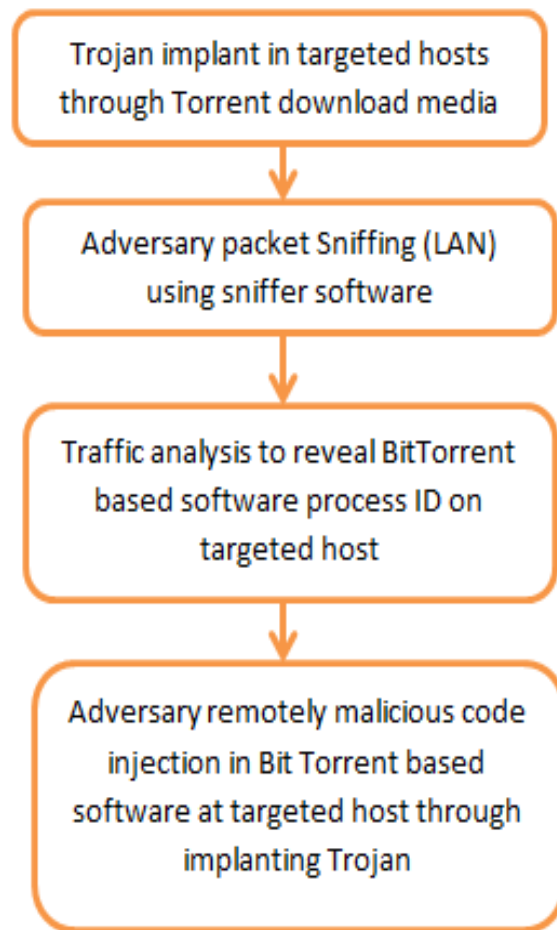 Trojan implant in targeted hosts
through Torrent download media
Adversary packet Sniffing (LAN)
using sniffer software
Traffic analysis to reveal BitTorrent
based software process ID on
targeted host
Adversary remotely malicious code
injection in Bit Torrent based
software at targeted host through
implanting Trojan